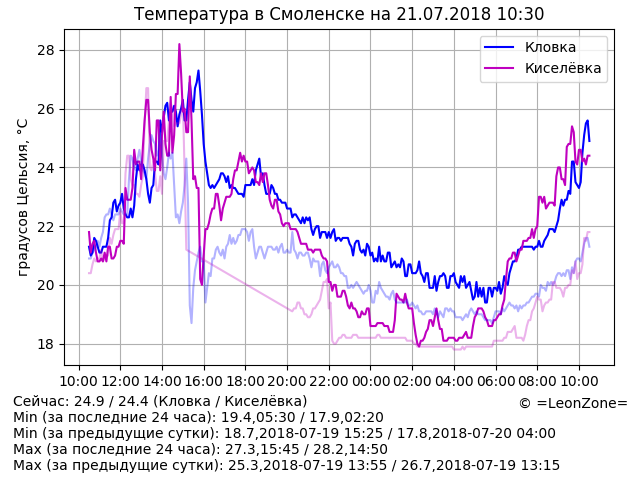 Температура в Смоленске на 21.07.2018 10:30
28
26
24
22
20
18
градусов Цельсия, °C
Кловка
Киселёвка
10:00 12:00 14:00 16:00 18:00 20:00 22:00 00:00 02:00 04:00 06:00 08:00 10:00
Сейчас: 24.9 / 24.4 (Кловка / Киселёвка)
© =LeonZone=
Min (за последние 24 часа): 19.4,05:30 / 17.9,02:20
Min (за предыдущие сутки): 18.7,2018-07-19 15:25 / 17.8,2018-07-20 04:00
Max (за последние 24 часа): 27.3,15:45 / 28.2,14:50
Max (за предыдущие сутки): 25.3,2018-07-19 13:55 / 26.7,2018-07-19 13:15